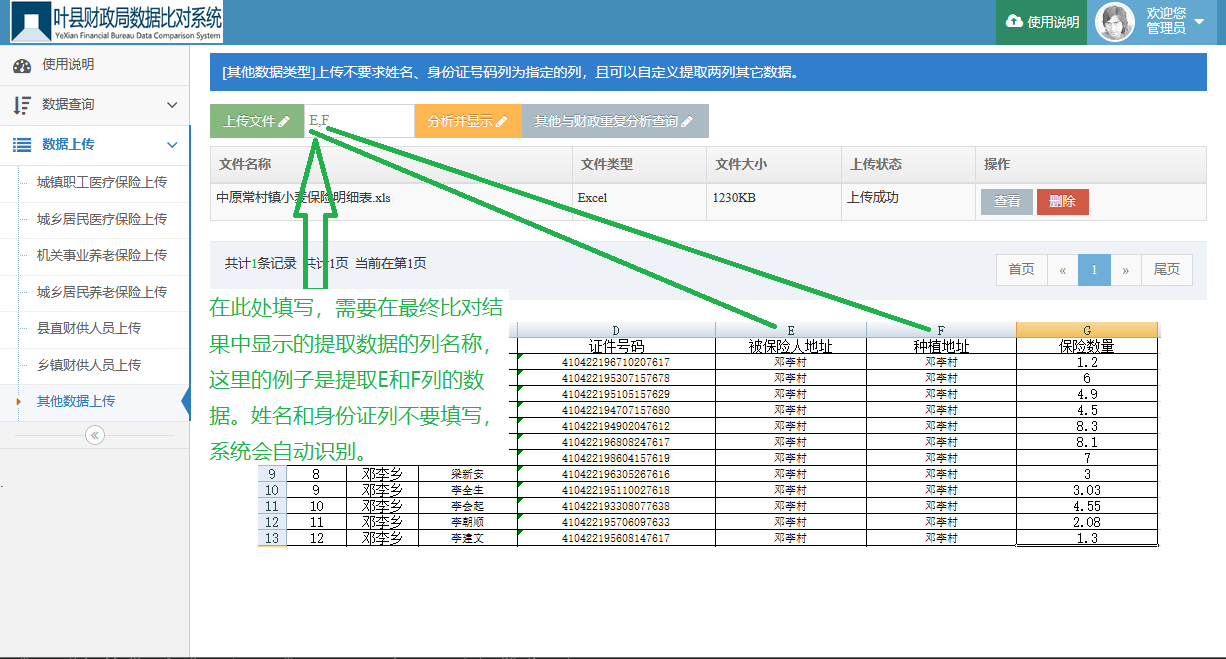 叶县财政局数据比对系统
YeXian Financial Bureau Data Comparison System
使用说明
欢迎您
管理员
使用说明
数据查询
数据上传
城镇职工医疗保险上传
城乡居民医疗保险上传
机关事业养老保险上传
城乡居民养老保险上传
县直财供人员上传
乡镇财供人员上传
其他数据上传
[其他数据类型]上传不要求姓名、身份证号码列为指定的列，且可以自定义提取两列其它数据。
上传文件 E,F 分析并显示 其他与财政重复分析查询
文件名称 文件类型 文件大小 上传状态 操作
中原常村镇小麦保险明细表.xls Excel 1230KB 上传成功 查看 删除
共计1条记录 共计1页 当前在第1页
首页 « 1 » 尾页
在此处填写，需要在最终比对结
果中显示的提取数据的列名称，
这里的例子是提取E和F列的数
据。姓名和身份证列不要填写，
系统会自动识别。
D E F G
证件号码 被保险人地址 种植地址 保险数量
410422196710207617 邓李村 邓李村 1.2
410422195307157678 邓李村 邓李村 6
410422195105157629 邓李村 邓李村 4.9
410422194707157680 邓李村 邓李村 4.5
410422194902047612 邓李村 邓李村 8.3
410422196808247617 邓李村 邓李村 8.1
410422198604157619 邓李村 邓李村 7
9 8 邓李乡 梁新安 410422196305267616 邓李村 邓李村 3
10 9 邓李乡 李全生 410422195110027618 邓李村 邓李村 3.03
11 10 邓李乡 李会起 410422193308077638 邓李村 邓李村 4.55
12 11 邓李乡 李朝顺 410422195706097633 邓李村 邓李村 2.08
13 12 邓李乡 李建文 410422195608147617 邓李村 邓李村 1.3